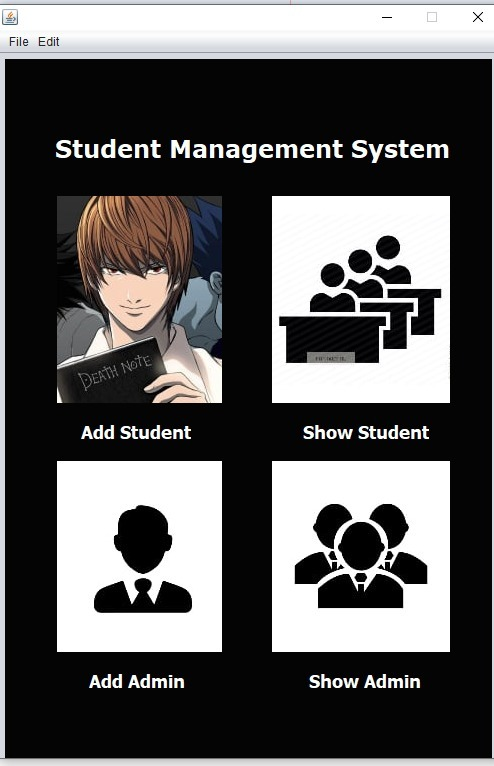 File Edit
Student Management System
DEATH NOTE
Add Student Show Student
Add Admin Show Admin